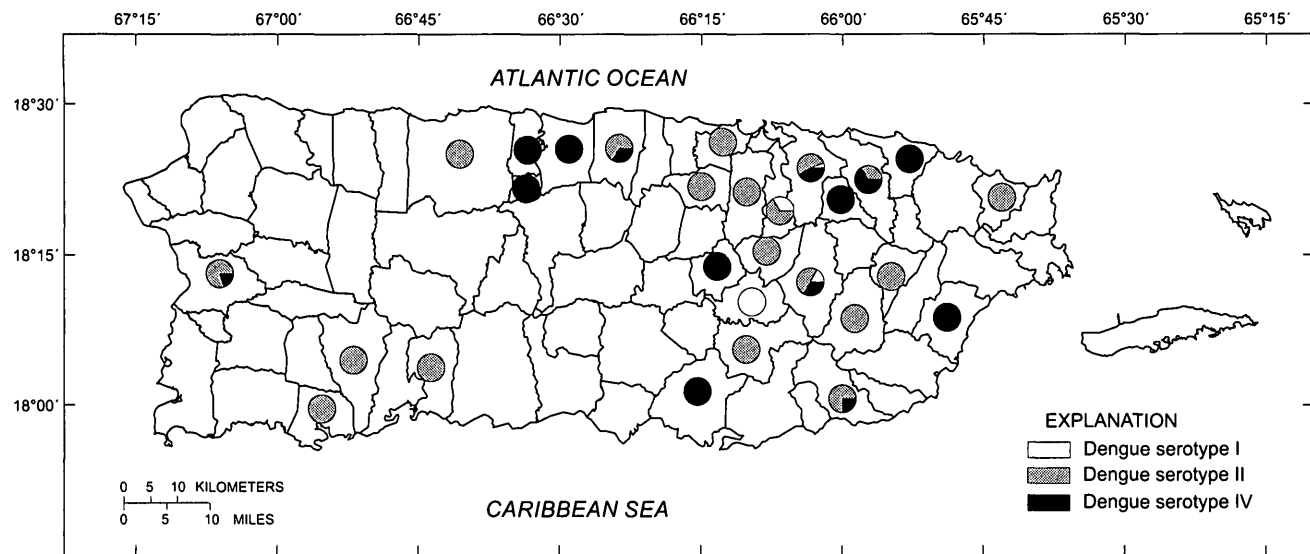 67°15´ 67°00´ 66°45´ 66°30´ 66°15´ 66°00´ 65°45´ 65°30´ 65°15´
ATLANTIC OCEAN
18°30´
18°15´
18°00´
EXPLANATION
Dengue serotype I
Dengue serotype II
Dengue serotype IV
0 5 10 KILOMETERS
0 5 10 MILES
CARIBBEAN SEA